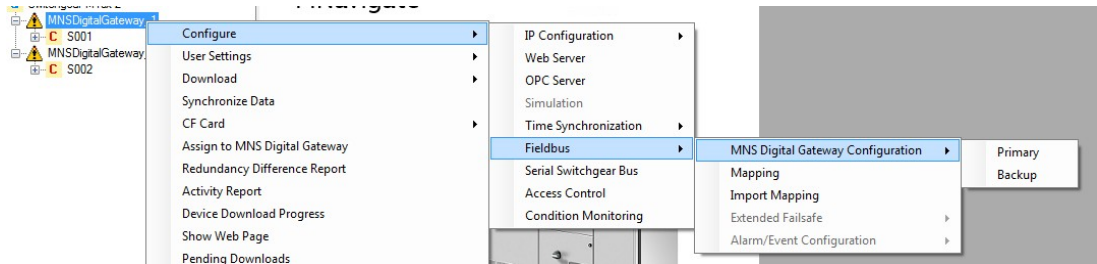 MNSDigitalGateway_1
S001
MNSDigitalGateway
S002
Configure
User Settings
Download
Synchronize Data
CF Card
Assign to MNS Digital Gateway
Redundancy Difference Report
Activity Report
Device Download Progress
Show Web Page
Pending Downloads
IP Configuration
Web Server
OPC Server
Simulation
Time Synchronization
Fieldbus
Serial Switchgear Bus
Access Control
Condition Monitoring
MNS Digital Gateway Configuration
Mapping
Import Mapping
Extended Failsafe
Alarm/Event Configuration
Primary
Backup